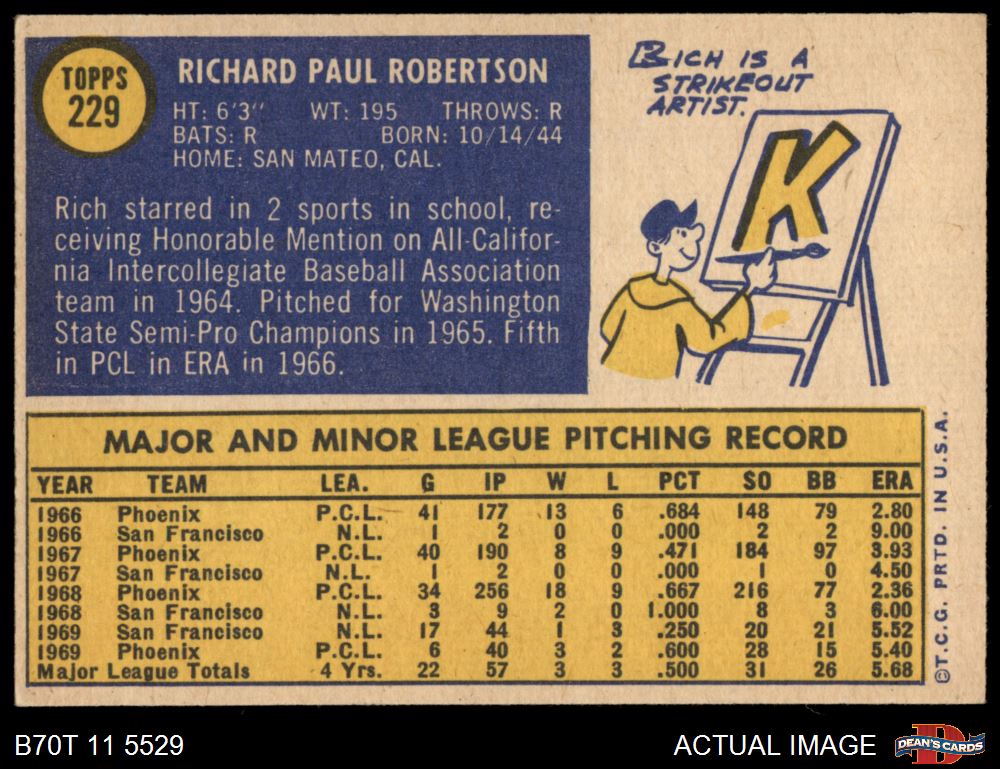 TOPPS
229
RICHARD PAUL ROBERTSON
HT: 6'3" WT: 195 THROWS: R
BATS: R BORN: 10/14/44
HOME: SAN MATEO, CAL.
Rich starred in 2 sports in school, re-
ceiving Honorable Mention on All-Califor-
nia Intercollegiate Baseball Association
team in 1964. Pitched for Washington
State Semi-Pro Champions in 1965. Fifth
in PCL in ERA in 1966.
RICH IS A
STRIKEOUT
ARTIST.
K
MAJOR AND MINOR LEAGUE PITCHING RECORD
YEAR TEAM LEA. G IP W L PCT SO BB ERA
1966 Phoenix P.C.L. 41 177 13 6 .684 148 79 2.80
1966 San Francisco N.L. 1 2 0 0 .000 2 2 9.00
1967 Phoenix P.C.L. 40 190 8 9 .471 184 97 3.93
1967 San Francisco N.L. 1 2 0 0 .000 1 0 4.50
1968 Phoenix P.C.L. 34 256 18 9 .667 216 77 2.36
1968 San Francisco N.L. 3 9 2 0 1.000 8 3 6.00
1969 San Francisco N.L. 17 44 1 3 .250 20 21 5.52
1969 Phoenix P.C.L. 6 40 3 2 .600 28 15 5.40
Major League Totals 4 Yrs. 22 57 3 3 .500 31 26 5.68
©T.C.G. PRTD. IN U.S.A.
B70T 11 5529
ACTUAL IMAGE
D
DEAN'S CARDS